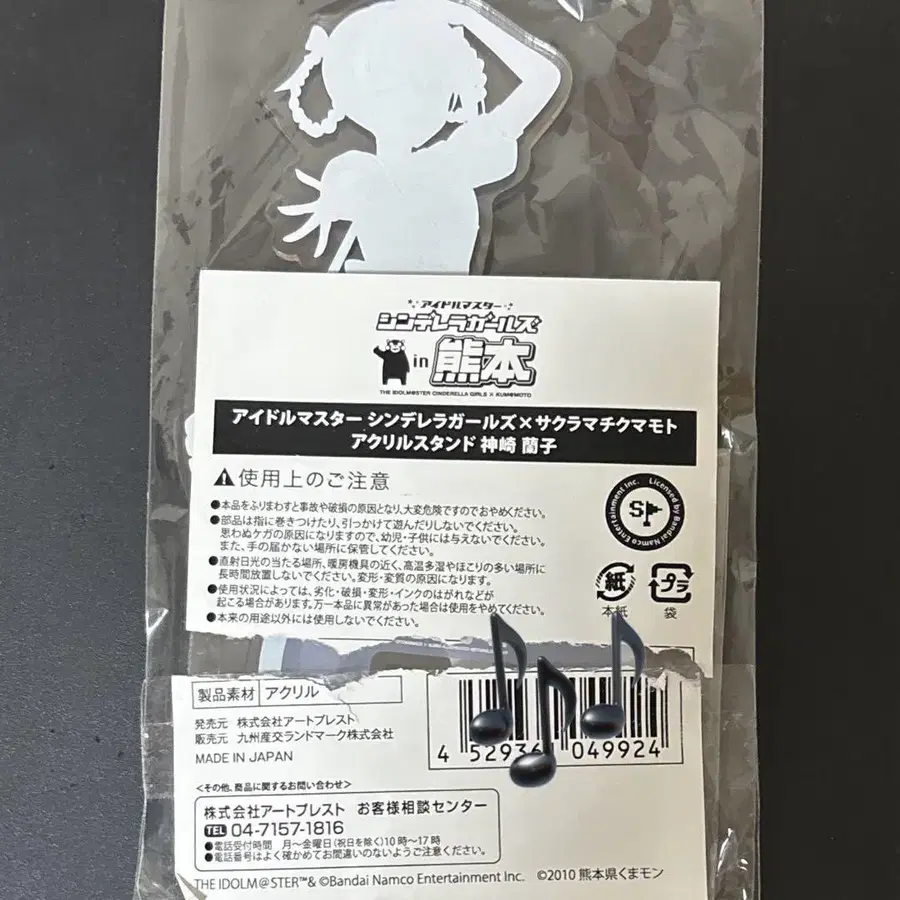 アイドルマスター
シンデレラガールズ
in 熊本
THE IDOLM@STER CINDERELLA GIRLS × KUMAMOTO
アイドルマスター シンデレラガールズ×サクラマチクマモト
アクリルスタンド 神崎 蘭子
使用上のご注意
●本品をふりまわすと事故や破損の原因となり、大変危険ですのでおやめください。
●部品は指に巻きつけたり、引っかけて遊んだりしないでください。
思わぬケガの原因になりますので、幼児・子供には与えないでください。
また、手の届かない場所に保管してください。
●直射日光の当たる場所、暖房機具の近く、高温多湿やほこりの多い場所に
長時間放置しないでください。変形・変質の原因になります。
●使用状況によっては、劣化・破損・変形・インクのはがれなどが
起こる場合があります。万一本品に異常があった場合は使用をやめてください。
●本来の用途以外には使用しないでください。
Licensed by Bandai Namco Entertainment Inc.
SP
紙
本紙
プラ
袋
製品素材 アクリル
発売元 株式会社アートプレスト
販売元 九州産交ランドマーク株式会社
MADE IN JAPAN
4 529361 049924
<その他、商品に関するお問い合わせ>
株式会社アートプレスト お客様相談センター
TEL 04-7157-1816
●電話受付時間 月〜金曜日(祝日を除く)10時〜17時
●電話番号はよく確かめてお間違いのないようご注意ください。
THE IDOLM@STER™& ©Bandai Namco Entertainment Inc. ©2010 熊本県くまモン